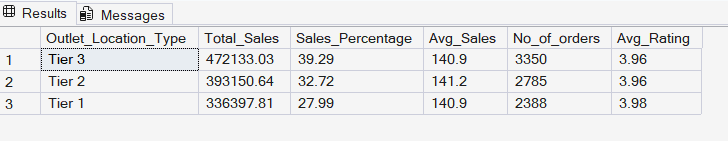 Results Messages
Outlet_Location_Type Total_Sales Sales_Percentage Avg_Sales No_of_orders Avg_Rating
1 Tier 3 472133.03 39.29 140.9 3350 3.96
2 Tier 2 393150.64 32.72 141.2 2785 3.96
3 Tier 1 336397.81 27.99 140.9 2388 3.98